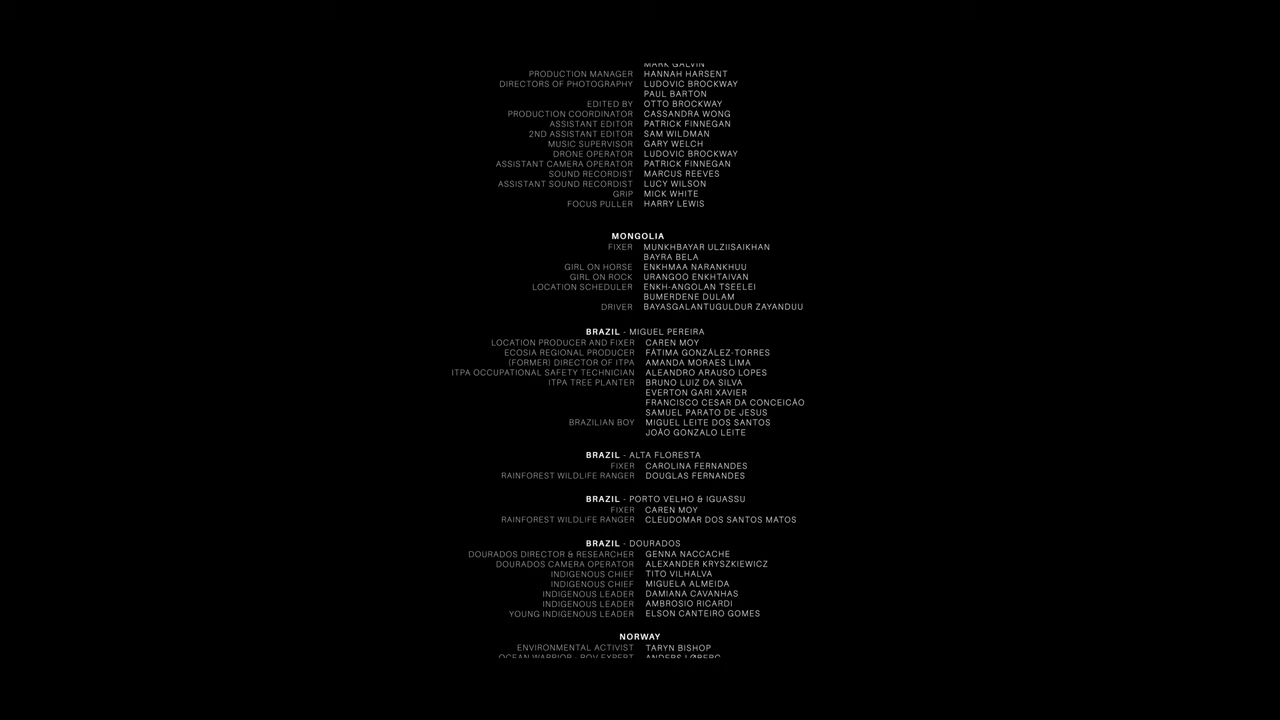 MARK GALVIN
PRODUCTION MANAGER HANNAH HARSENT
DIRECTORS OF PHOTOGRAPHY LUDOVIC BROCKWAY
PAUL BARTON
EDITED BY OTTO BROCKWAY
PRODUCTION COORDINATOR CASSANDRA WONG
ASSISTANT EDITOR PATRICK FINNEGAN
2ND ASSISTANT EDITOR SAM WILDMAN
MUSIC SUPERVISOR GARY WELCH
DRONE OPERATOR LUDOVIC BROCKWAY
ASSISTANT CAMERA OPERATOR PATRICK FINNEGAN
SOUND RECORDIST MARCUS REEVES
ASSISTANT SOUND RECORDIST LUCY WILSON
GRIP MICK WHITE
FOCUS PULLER HARRY LEWIS
MONGOLIA
FIXER MUNKHBAYAR ULZIISAIKHAN
BAYRA BELA
GIRL ON HORSE ENKHMAA NARANKHUU
GIRL ON ROCK URANGOO ENKHTAIVAN
LOCATION SCHEDULER ENKH-ANGOLAN TSEELEI
BUMERDENE DULAM
DRIVER BAYASGALANTUGULDUR ZAYANDUU
BRAZIL - MIGUEL PEREIRA
LOCATION PRODUCER AND FIXER CAREN MOY
ECOSIA REGIONAL PRODUCER FÁTIMA GONZÁLEZ-TORRES
(FORMER) DIRECTOR OF ITPA AMANDA MORAES LIMA
ITPA OCCUPATIONAL SAFETY TECHNICIAN ALEANDRO ARAUSO LOPES
ITPA TREE PLANTER BRUNO LUIZ DA SILVA
EVERTON GARI XAVIER
FRANCISCO CESAR DA CONCEICÃO
SAMUEL PARATO DE JESUS
BRAZILIAN BOY MIGUEL LEITE DOS SANTOS
JOÃO GONZALO LEITE
BRAZIL - ALTA FLORESTA
FIXER CAROLINA FERNANDES
RAINFOREST WILDLIFE RANGER DOUGLAS FERNANDES
BRAZIL - PORTO VELHO & IGUASSU
FIXER CAREN MOY
RAINFOREST WILDLIFE RANGER CLEUDOMAR DOS SANTOS MATOS
BRAZIL - DOURADOS
DOURADOS DIRECTOR & RESEARCHER GENNA NACCACHE
DOURADOS CAMERA OPERATOR ALEXANDER KRYSZKIEWICZ
INDIGENOUS CHIEF TITO VILHALVA
INDIGENOUS CHIEF MIGUELA ALMEIDA
INDIGENOUS LEADER DAMIANA CAVANHAS
INDIGENOUS LEADER AMBROSIO RICARDI
YOUNG INDIGENOUS LEADER ELSON CANTEIRO GOMES
NORWAY
ENVIRONMENTAL ACTIVIST TARYN BISHOP
OCEAN WARRIOR - ROV EXPERT ANDERS LØBERG